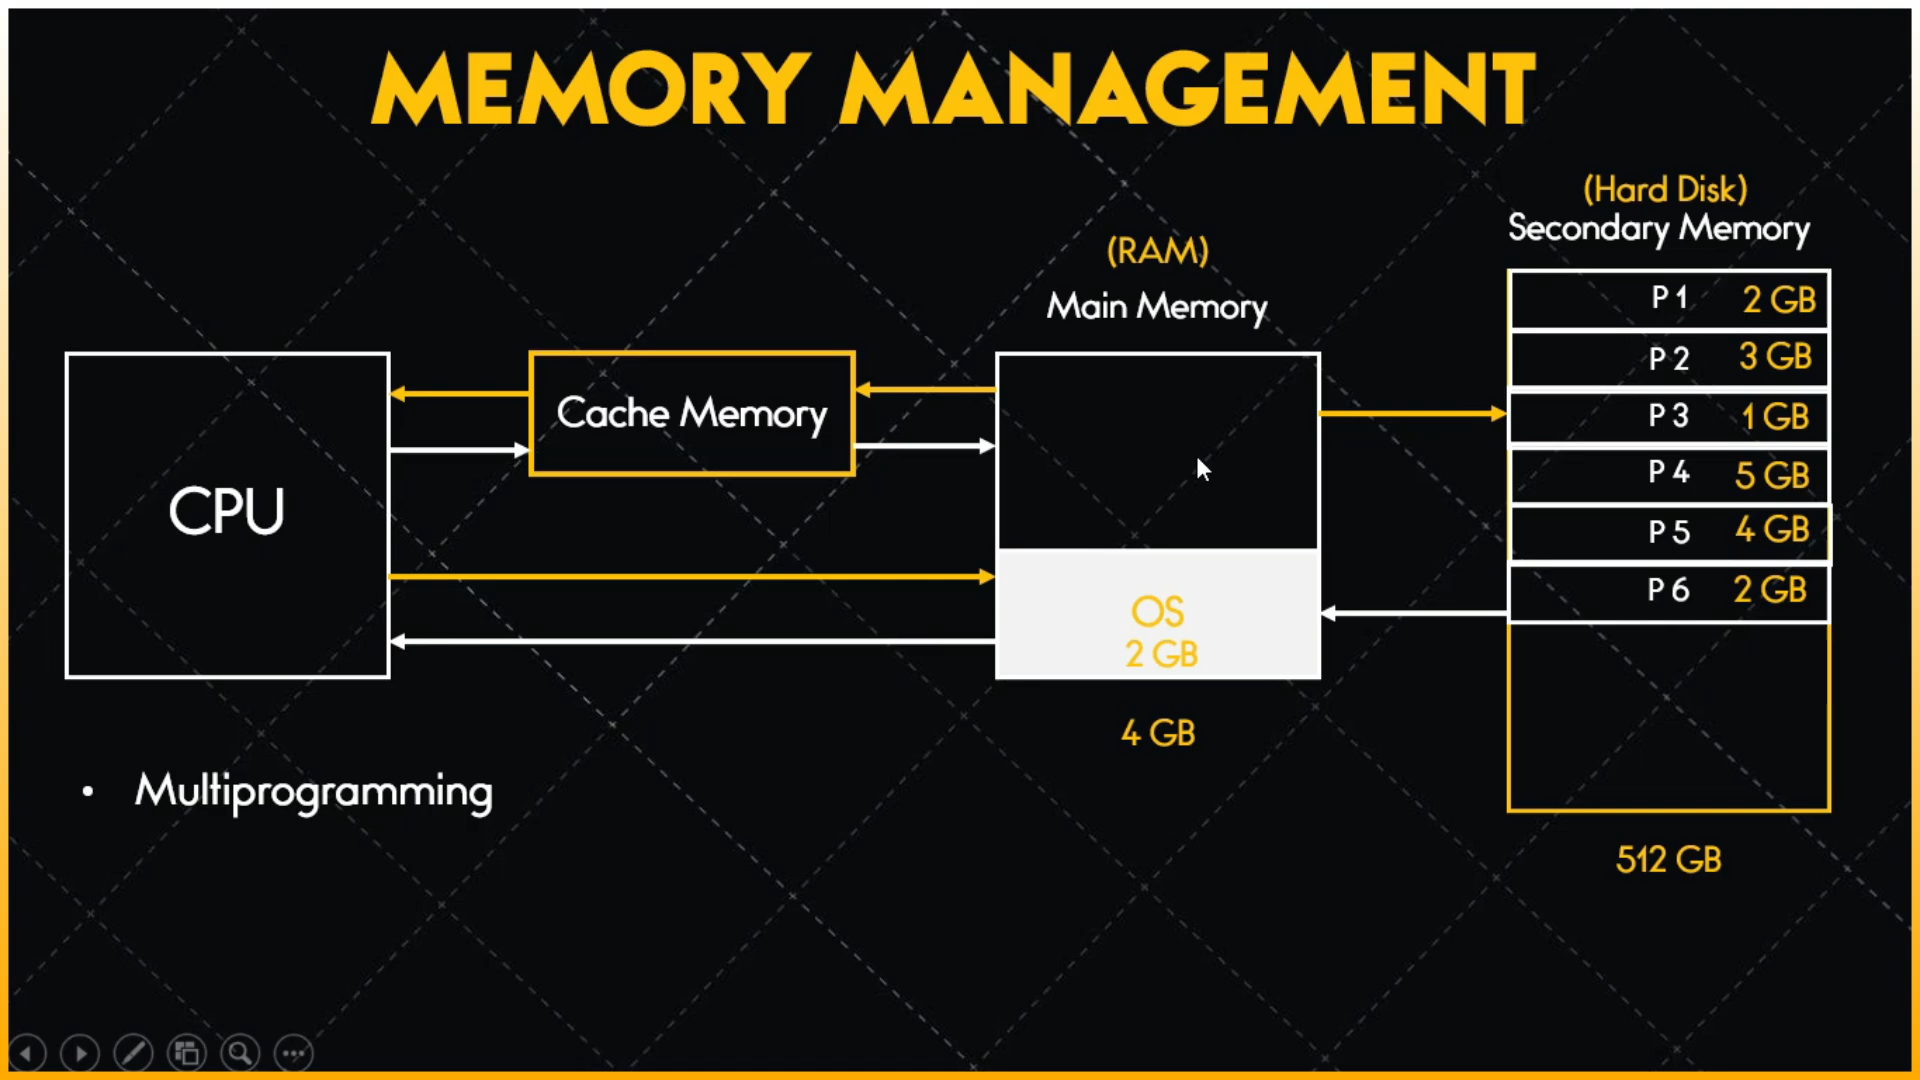 MEMORY MANAGEMENT
(Hard Disk)
Secondary Memory
(RAM)
Main Memory
P 1 2 GB
P 2 3 GB
P 3 1 GB
P 4 5 GB
P 5 4 GB
P 6 2 GB
Cache Memory
CPU
OS
2 GB
4 GB
512 GB
• Multiprogramming